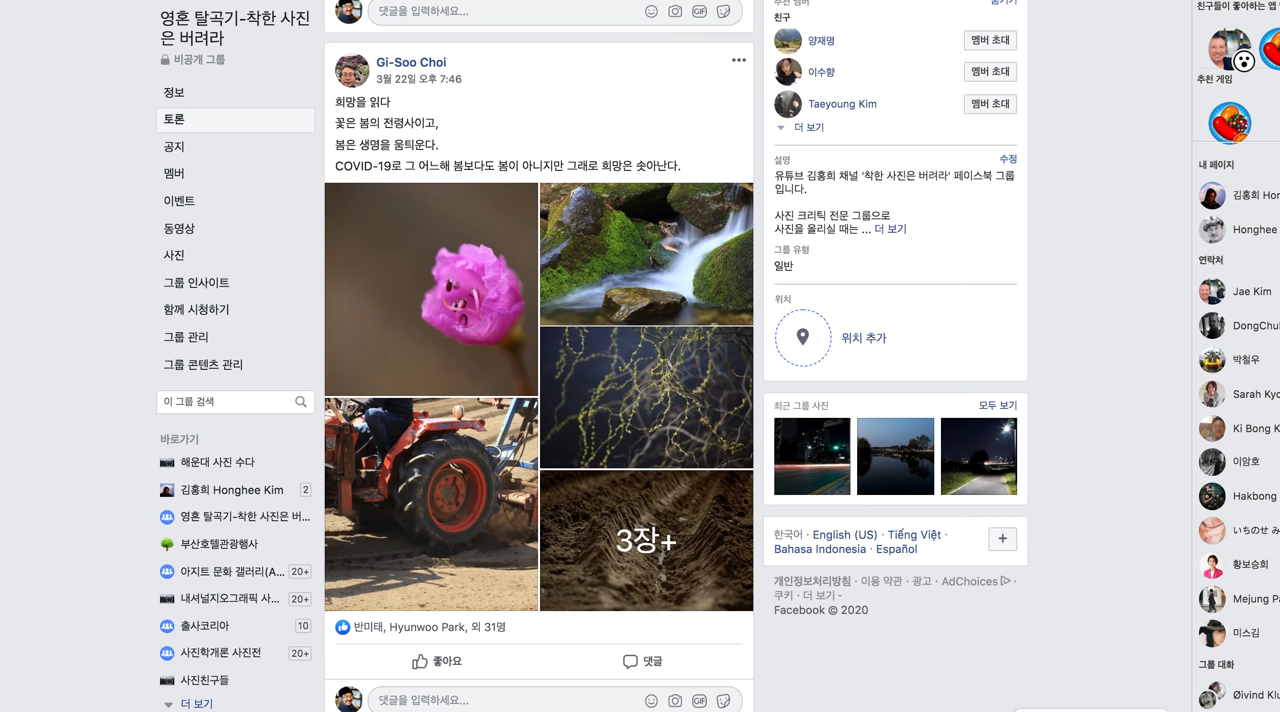 영혼 탈곡기-착한 사진
은 버려라
비공개 그룹
정보
토론
공지
멤버
이벤트
동영상
사진
그룹 인사이트
함께 시청하기
그룹 관리
그룹 콘텐츠 관리
이 그룹 검색
바로가기
해운대 사진 수다
김홍희 Honghee Kim 2
영혼 탈곡기-착한 사진은 버...
부산호텔관광행사
아지트 문화 갤러리(A... 20+
내셔널지오그래픽 사... 20+
출사코리아 10
사진학개론 사진전 20+
사진친구들
더 보기
댓글을 입력하세요...
GIF
Gi-Soo Choi
3월 22일 오후 7:46
희망을 읽다
꽃은 봄의 전령사이고,
봄은 생명을 움틔운다.
COVID-19로 그 어느해 봄보다도 봄이 아니지만 그래로 희망은 솟아난다.
3장+
반미태, Hyunwoo Park, 외 31명
좋아요
댓글
댓글을 입력하세요...
GIF
추천 멤버
숨기기
친구
양재명
멤버 초대
이수향
멤버 초대
Taeyoung Kim
멤버 초대
더 보기
설명
수정
유튜브 김홍희 채널 '착한 사진은 버려라' 페이스북 그룹
입니다.
사진 크리틱 전문 그룹으로
사진을 올리실 때는 ... 더 보기
그룹 유형
일반
위치
위치 추가
최근 그룹 사진
모두 보기
한국어 · English (US) · Tiếng Việt ·
Bahasa Indonesia · Español
+
개인정보처리방침 · 이용 약관 · 광고 · AdChoices ·
쿠키 · 더 보기
Facebook © 2020
친구들이 좋아하는 앱
추천 게임
내 페이지
김홍희 Hon
Honghee
연락처
Jae Kim
DongChul
박철우
Sarah Kyo
Ki Bong K
이암호
Hakbong
いちのせ み
황보승희
Mejung Pa
미스김
그룹 대화
Øivind Klu